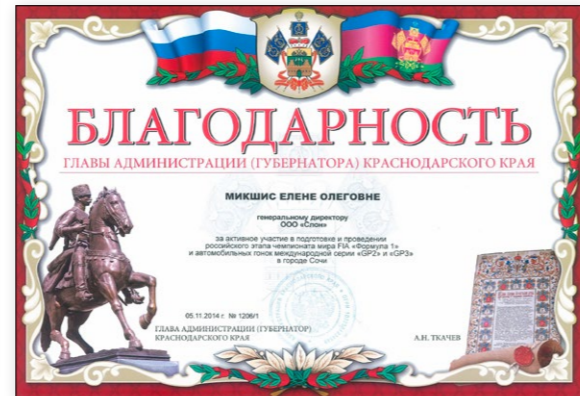 БЛАГОДАРНОСТЬ
ГЛАВЫ АДМИНИСТРАЦИИ (ГУБЕРНАТОРА) КРАСНОДАРСКОГО КРАЯ
МИКШИС ЕЛЕНЕ ОЛЕГОВНЕ
генеральному директору
ООО «Слон»
за активное участие в подготовке и проведении
российского этапа чемпионата мира FIA «Формула 1»
и автомобильных гонок международной серии «GP2» и «GP3»
в городе Сочи
05.11.2014 г. № 1206/1
ГЛАВА АДМИНИСТРАЦИИ (ГУБЕРНАТОР)
КРАСНОДАРСКОГО КРАЯ
А.Н. ТКАЧЕВ